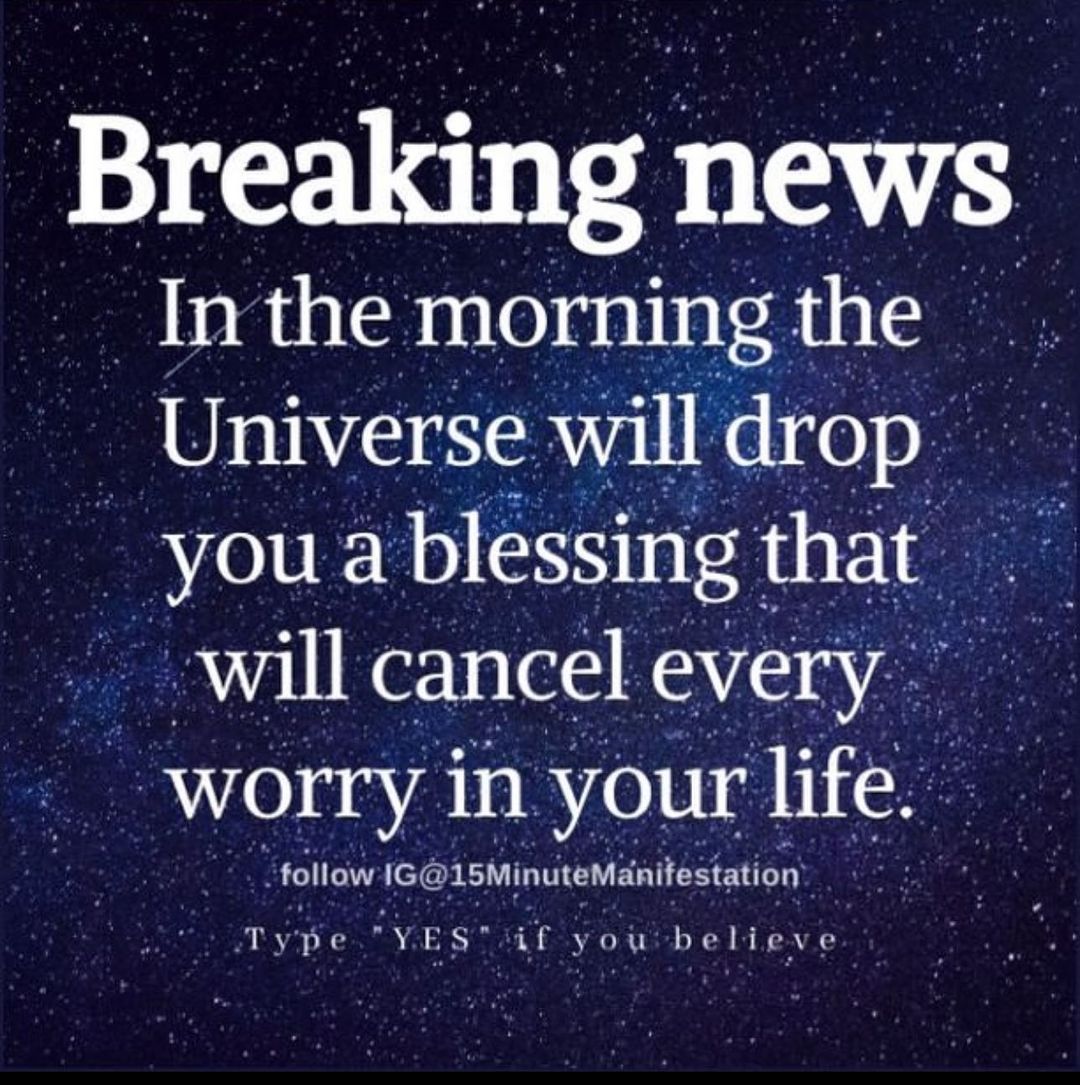 Breaking news
In the morning the
Universe will drop
you a blessing that
will cancel every
worry in your life.
follow IG@15MinuteManifestation
Type "YES" if you believe